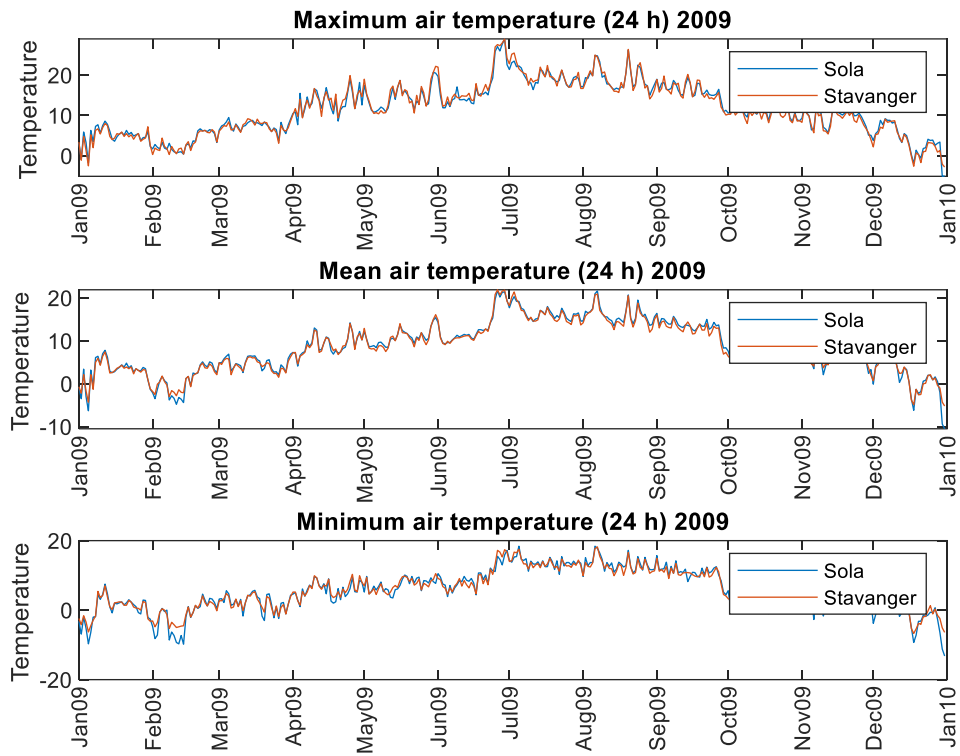 Maximum air temperature (24 h) 2009
Temperature
20
10
0
Sola
Stavanger
Jan09 Feb09 Mar09 Apr09 May09 Jun09 Jul09 Aug09 Sep09 Oct09 Nov09 Dec09 Jan10
Mean air temperature (24 h) 2009
Temperature
20
10
0
-10
Sola
Stavanger
Jan09 Feb09 Mar09 Apr09 May09 Jun09 Jul09 Aug09 Sep09 Oct09 Nov09 Dec09 Jan10
Minimum air temperature (24 h) 2009
Temperature
20
0
-20
Sola
Stavanger
Jan09 Feb09 Mar09 Apr09 May09 Jun09 Jul09 Aug09 Sep09 Oct09 Nov09 Dec09 Jan10